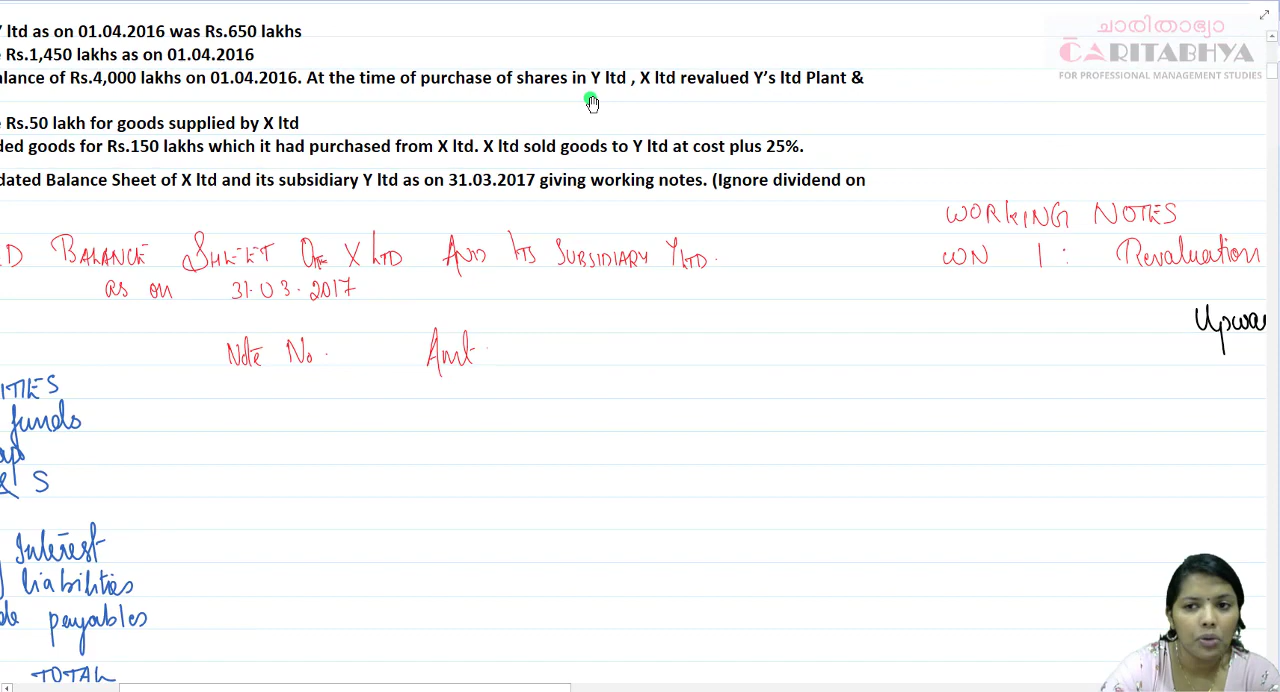 Y ltd as on 01.04.2016 was Rs.650 lakhs
e Rs.1,450 lakhs as on 01.04.2016
alance of Rs.4,000 lakhs on 01.04.2016. At the time of purchase of shares in Y ltd , X ltd revalued Y's ltd Plant &
e Rs.50 lakh for goods supplied by X ltd
ded goods for Rs.150 lakhs which it had purchased from X ltd. X ltd sold goods to Y ltd at cost plus 25%.
dated Balance Sheet of X ltd and its subsidiary Y ltd as on 31.03.2017 giving working notes. (Ignore dividend on
ചാരിതാഭ്യാ
CARITABHYA
FOR PROFESSIONAL MANAGEMENT STUDIES
WORKING NOTES
WN 1: Revaluation
Upwa
D BALANCE SHEET OF X LTD AND ITS SUBSIDIARY Y LTD.
as on 31.03.2017
Note No. Amt.
ITIES
funds
ap
& S
Interest
liabilities
de payables
TOTAL